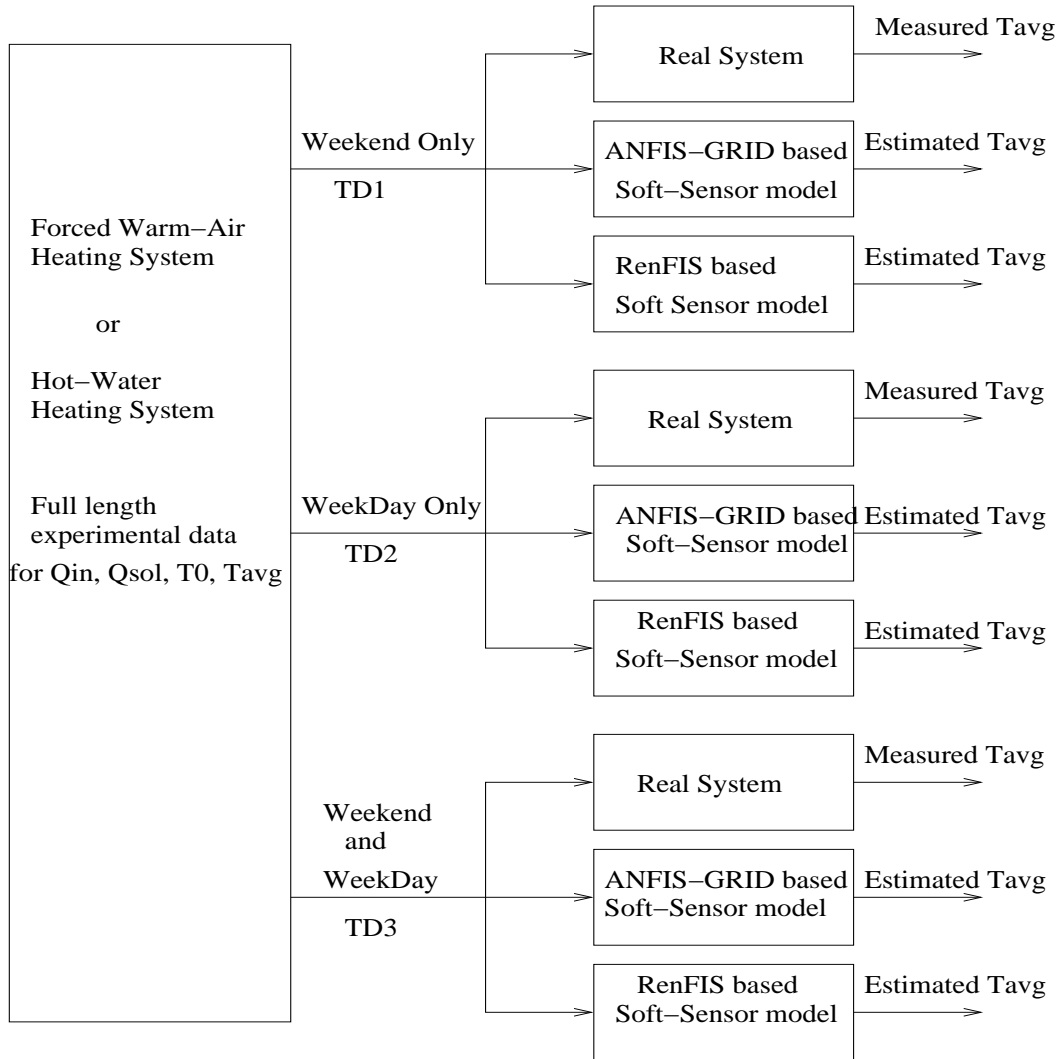 Forced Warm−Air
Heating System
or
Hot−Water
Heating System
Full length
experimental data
for Qin, Qsol, T0, Tavg
Weekend Only
TD1
Real System
Measured Tavg
ANFIS−GRID based
Soft−Sensor model
Estimated Tavg
RenFIS based
Soft Sensor model
Estimated Tavg
WeekDay Only
TD2
Real System
Measured Tavg
ANFIS−GRID based
Soft−Sensor model
Estimated Tavg
RenFIS based
Soft−Sensor model
Estimated Tavg
Weekend
and
WeekDay
TD3
Real System
Measured Tavg
ANFIS−GRID based
Soft−Sensor model
Estimated Tavg
RenFIS based
Soft−Sensor model
Estimated Tavg